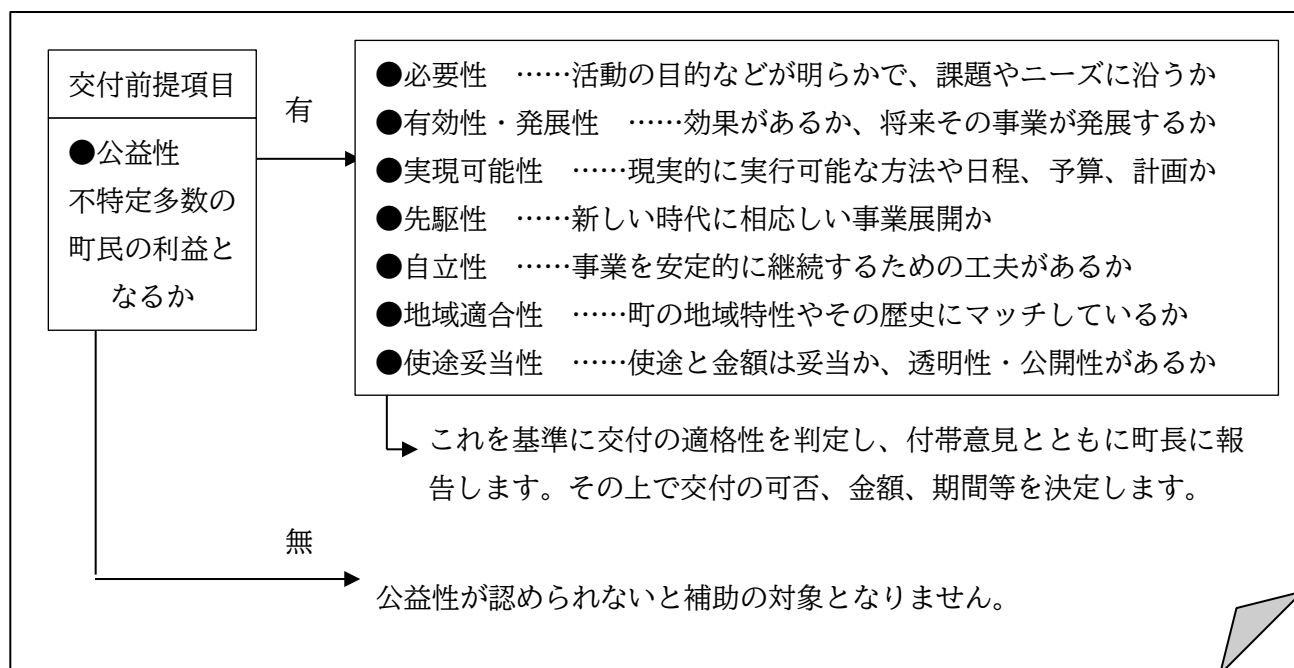 交付前提項目
●公益性
不特定多数の
町民の利益と
なるか
有
●必要性　……活動の目的などが明らかで、課題やニーズに沿うか
●有効性・発展性　……効果があるか、将来その事業が発展するか
●実現可能性　……現実的に実行可能な方法や日程、予算、計画か
●先駆性　……新しい時代に相応しい事業展開か
●自立性　……事業を安定的に継続するための工夫があるか
●地域適合性　……町の地域特性やその歴史にマッチしているか
●使途妥当性　……使途と金額は妥当か、透明性・公開性があるか
これを基準に交付の適格性を判定し、付帯意見とともに町長に報
告します。その上で交付の可否、金額、期間等を決定します。
無
公益性が認められないと補助の対象となりません。